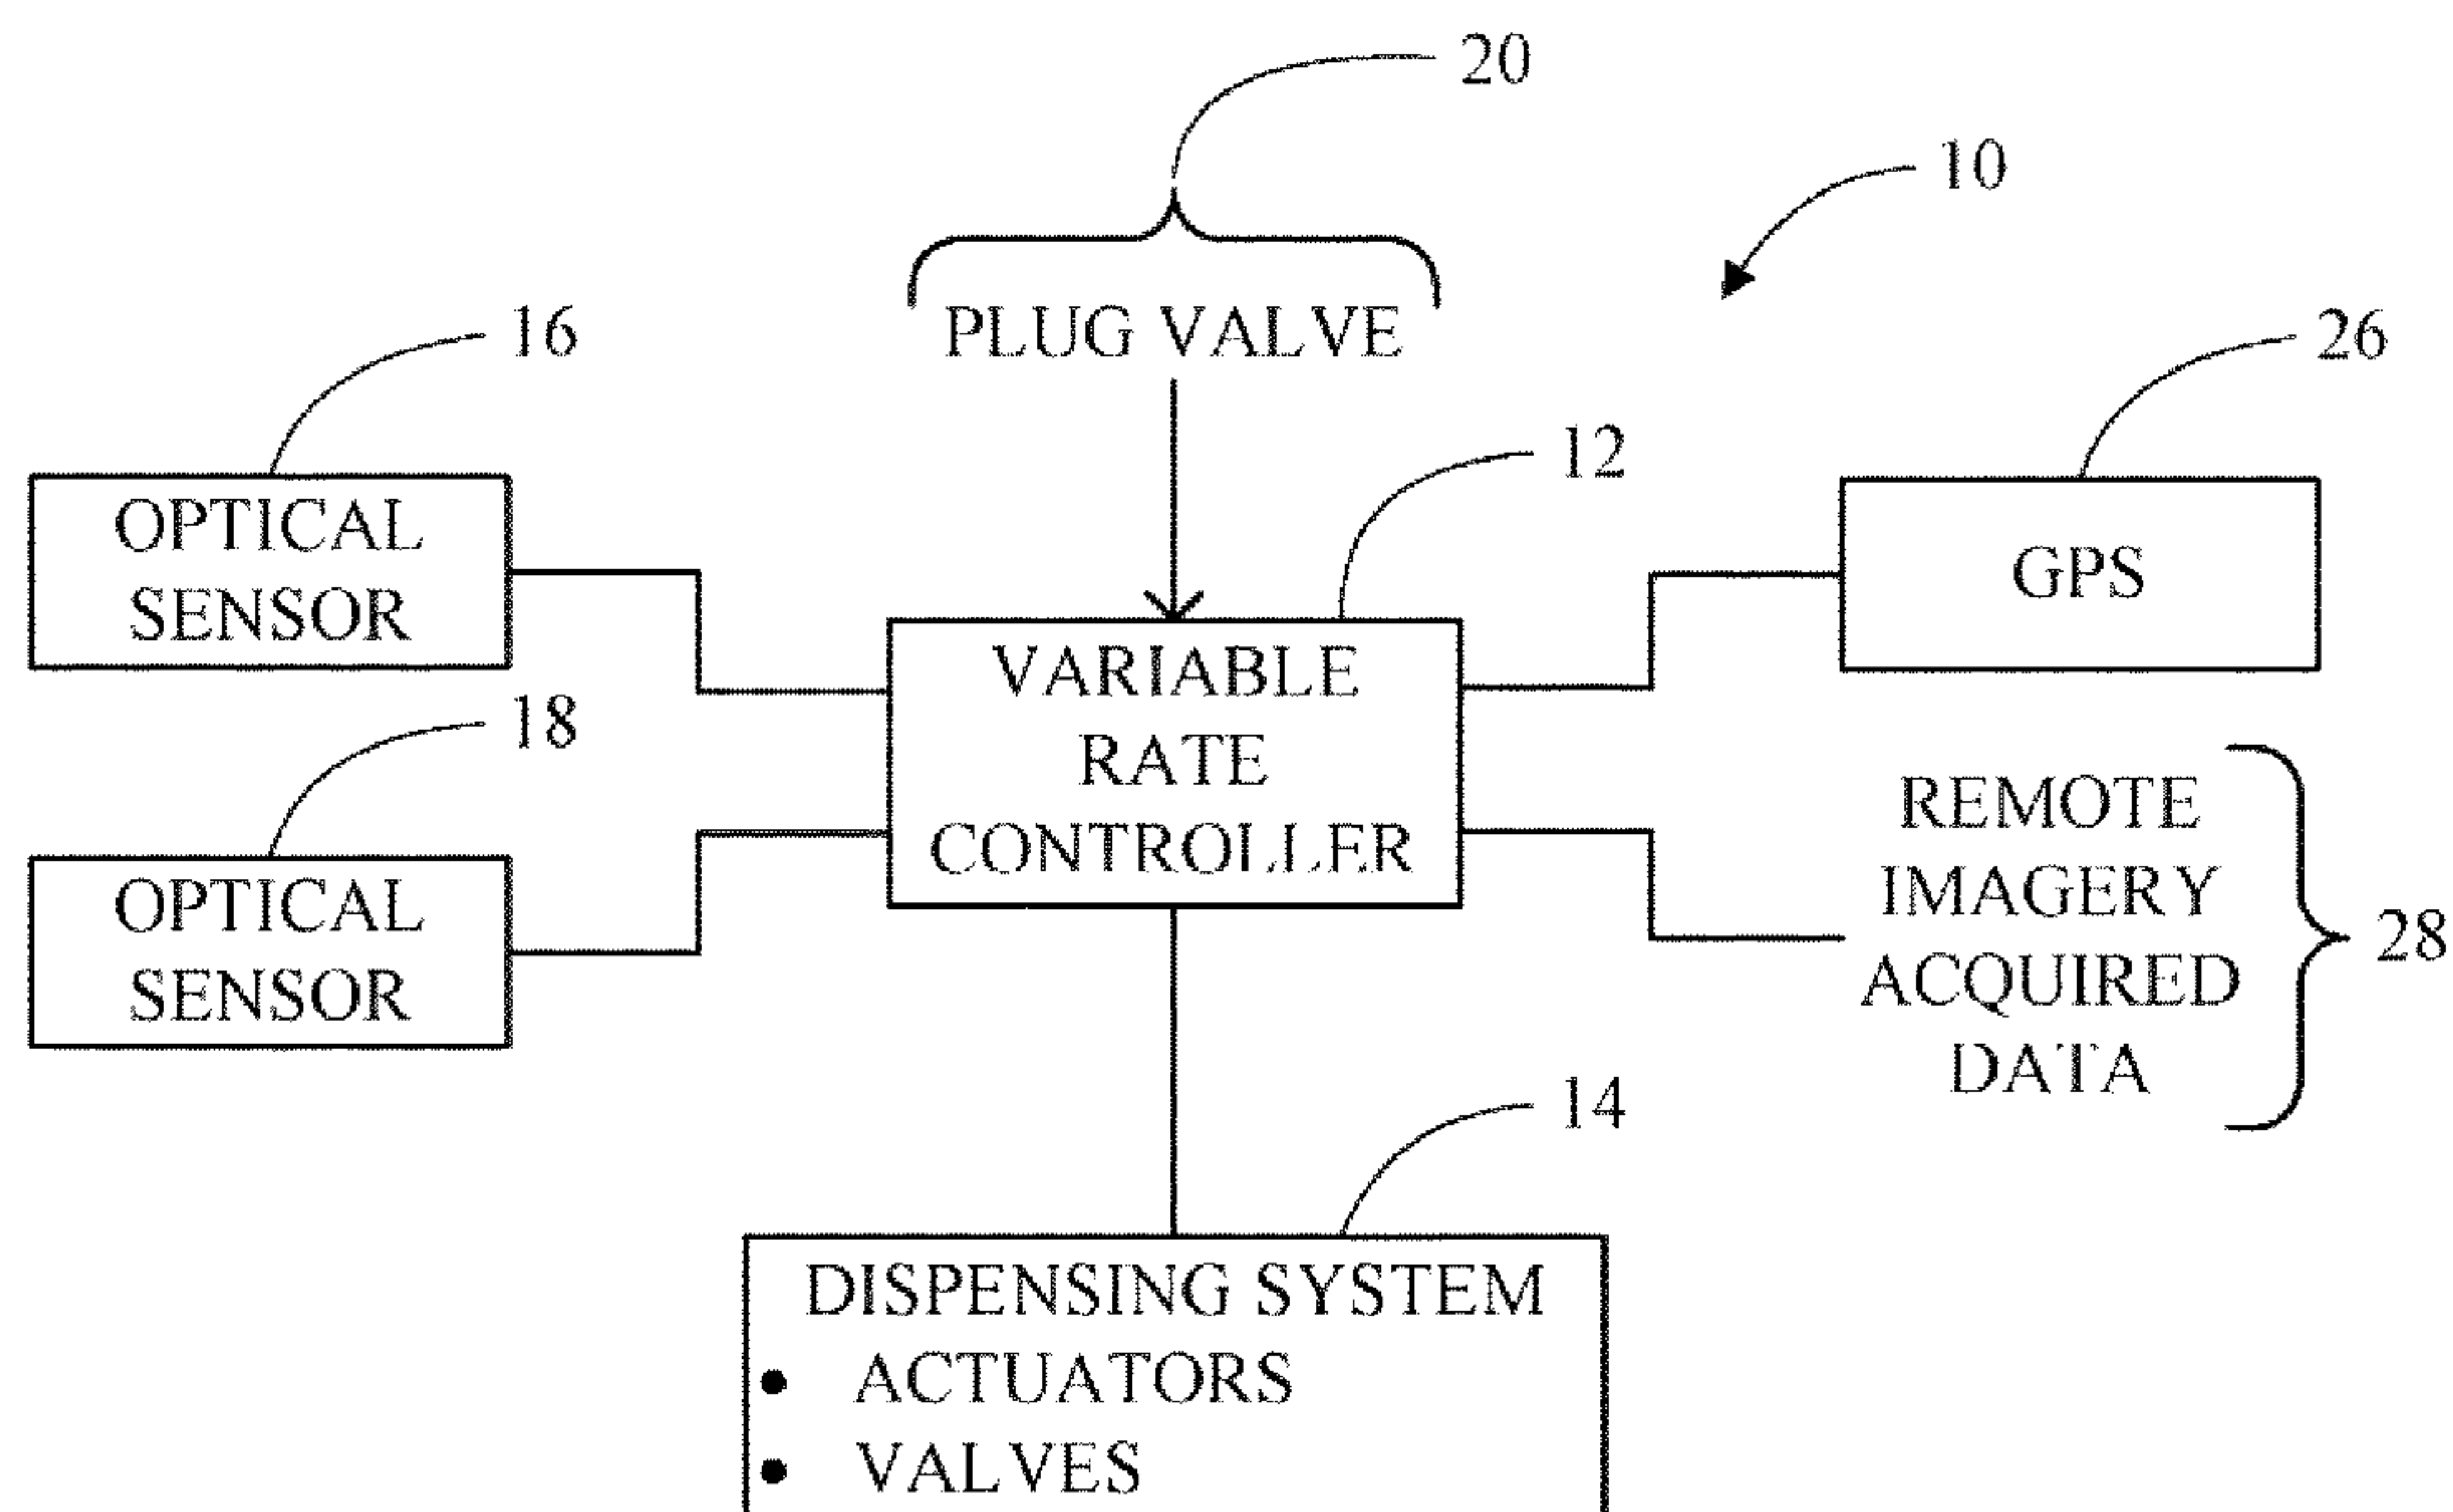 20
10
PLUG VALVE
16
26
12
OPTICAL
SENSOR
GPS
VARIABLE
RATE
CONTROLLER
18
OPTICAL
SENSOR
REMOTE
IMAGERY
ACQUIRED
DATA
28
14
DISPENSING SYSTEM
• ACTUATORS
• VALVES